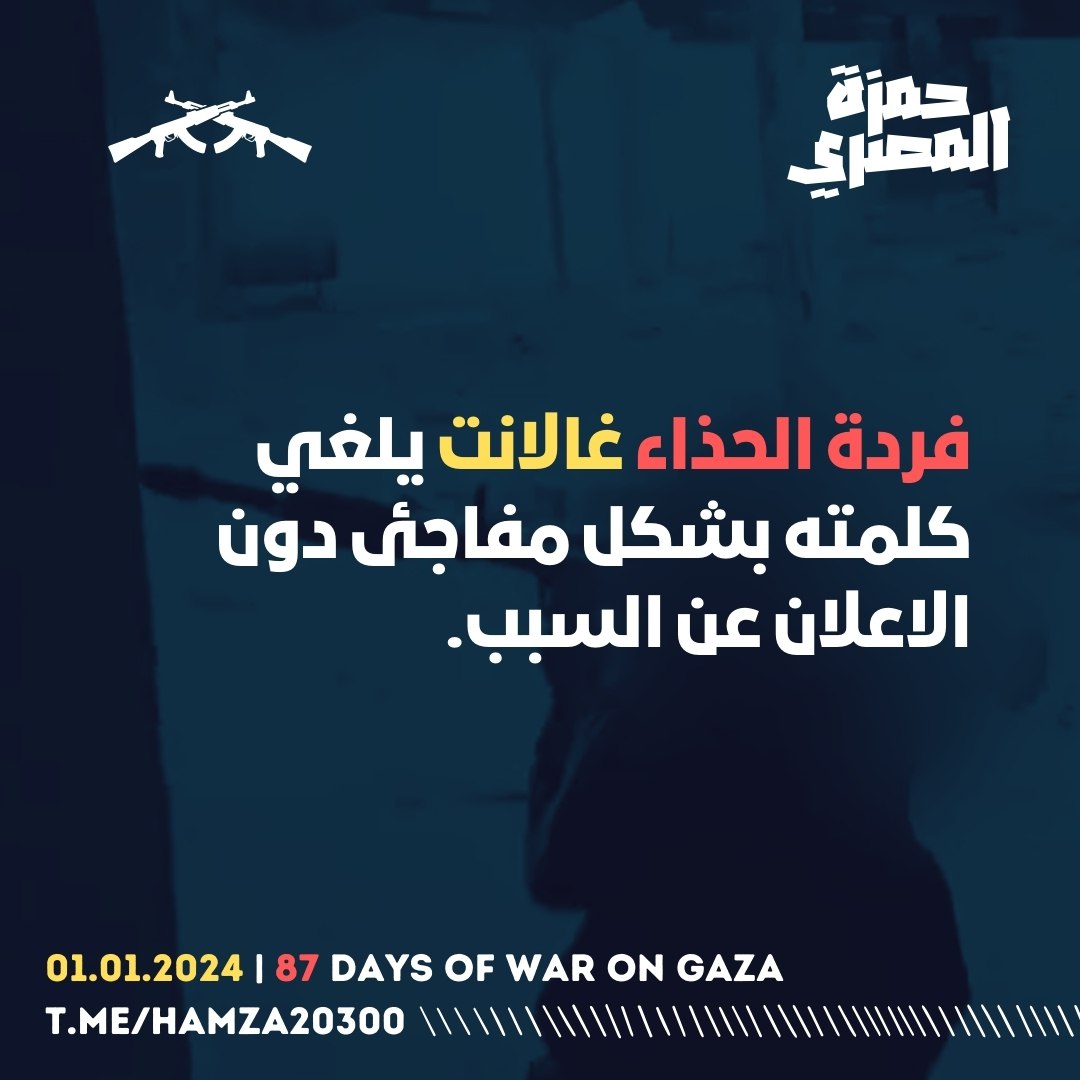 حمزة
المصري
فردة الحذاء غالانت يلغي
كلمته بشكل مفاجئ دون
الاعلان عن السبب.
01.01.2024 | 87 DAYS OF WAR ON GAZA
T.ME/HAMZA20300